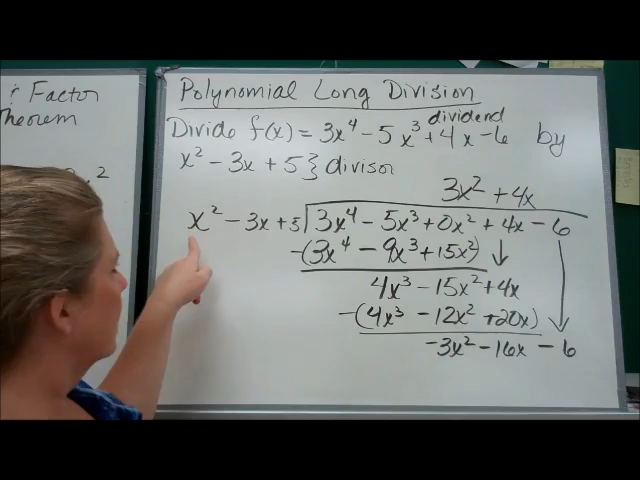 : Factor
Theorem
Polynomial Long Division
dividend
Divide f(x) = 3x⁴ - 5x³ + 4x - 6 by
x² - 3x + 5 } divisor
3x² + 4x
x² - 3x + 5 ) 3x⁴ - 5x³ + 0x² + 4x - 6
-(3x⁴ - 9x³ + 15x²)
4x³ - 15x² + 4x
-(4x³ - 12x² + 20x)
-3x² - 16x - 6